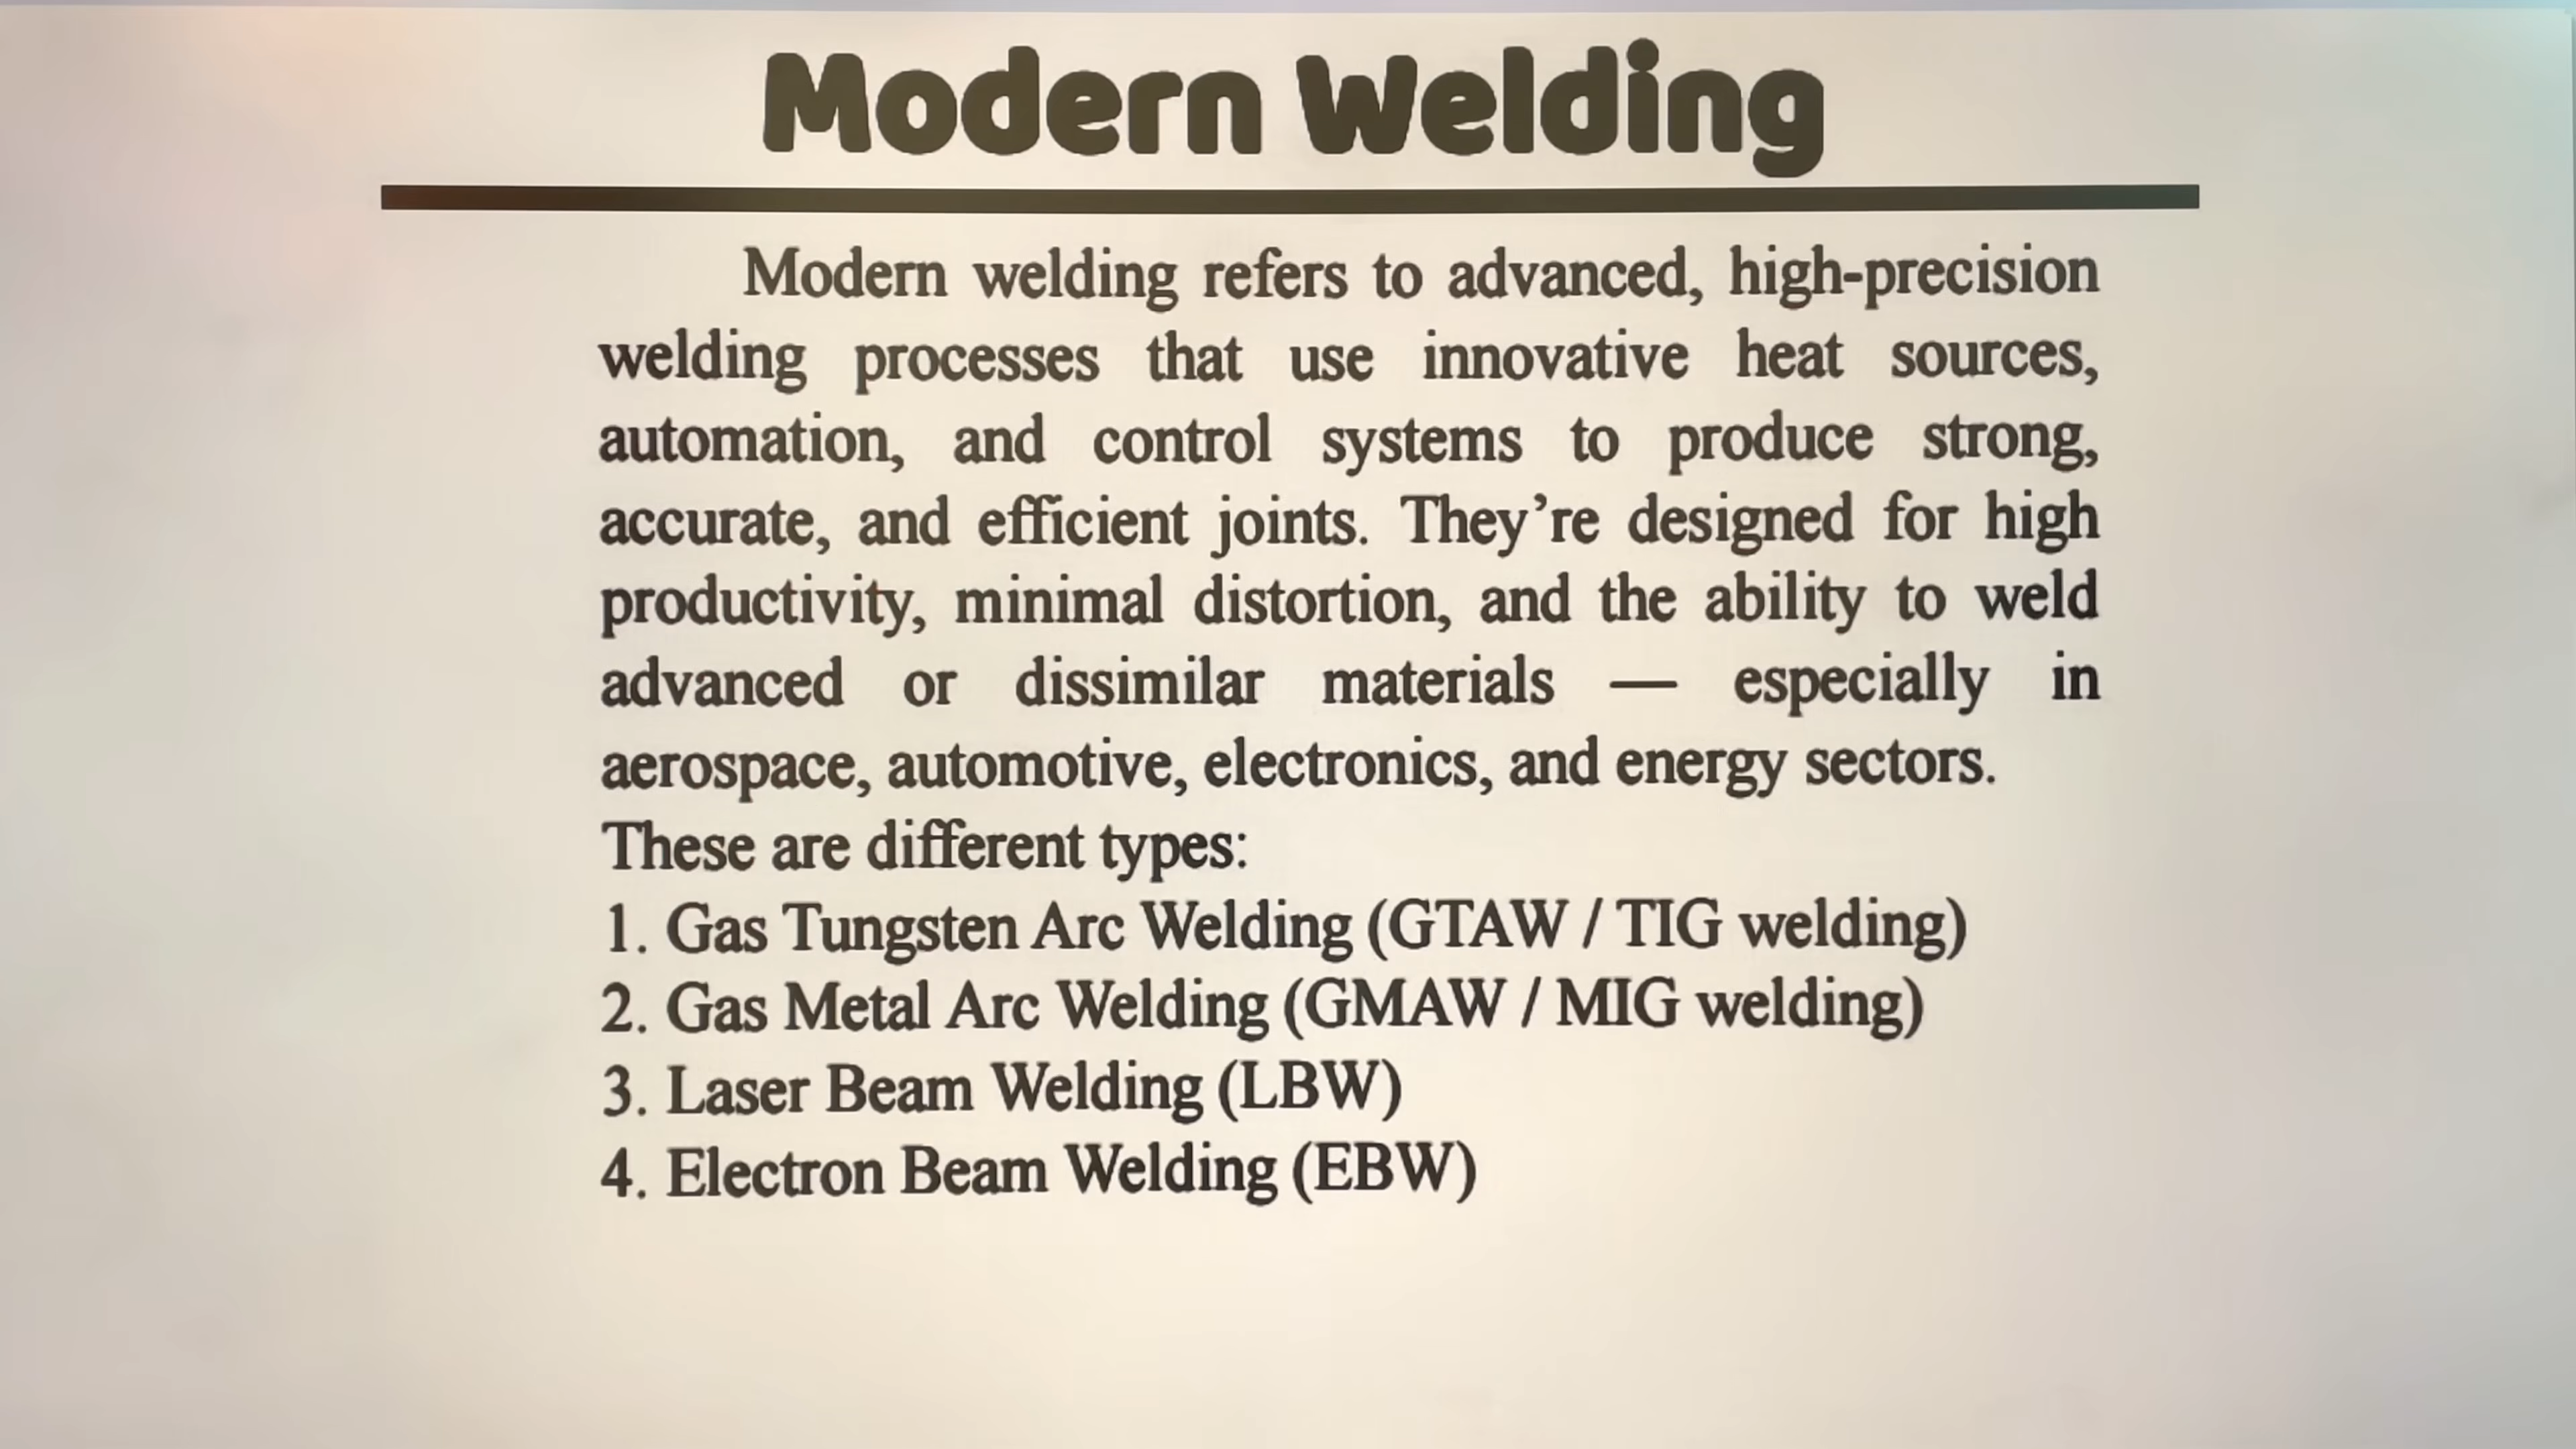 Modern Welding
Modern welding refers to advanced, high-precision
welding processes that use innovative heat sources,
automation, and control systems to produce strong,
accurate, and efficient joints. They’re designed for high
productivity, minimal distortion, and the ability to weld
advanced or dissimilar materials — especially in
aerospace, automotive, electronics, and energy sectors.
These are different types:
1. Gas Tungsten Arc Welding (GTAW / TIG welding)
2. Gas Metal Arc Welding (GMAW / MIG welding)
3. Laser Beam Welding (LBW)
4. Electron Beam Welding (EBW)